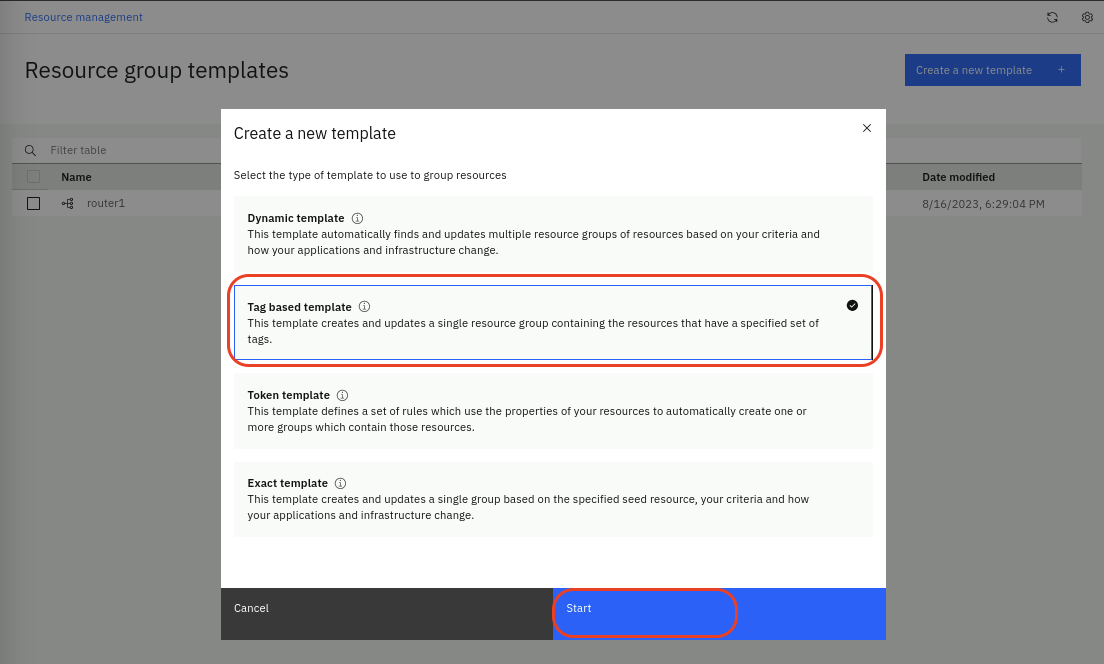 Resource management
Resource group templates
Create a new template +
Create a new template
Filter table
Select the type of template to use to group resources
Name
Date modified
router1
8/16/2023, 6:29:04 PM
Dynamic template
This template automatically finds and updates multiple resource groups of resources based on your criteria and
how your applications and infrastructure change.
Tag based template
This template creates and updates a single resource group containing the resources that have a specified set of
tags.
Token template
This template defines a set of rules which use the properties of your resources to automatically create one or
more groups which contain those resources.
Exact template
This template creates and updates a single group based on the specified seed resource, your criteria and how
your applications and infrastructure change.
Cancel
Start